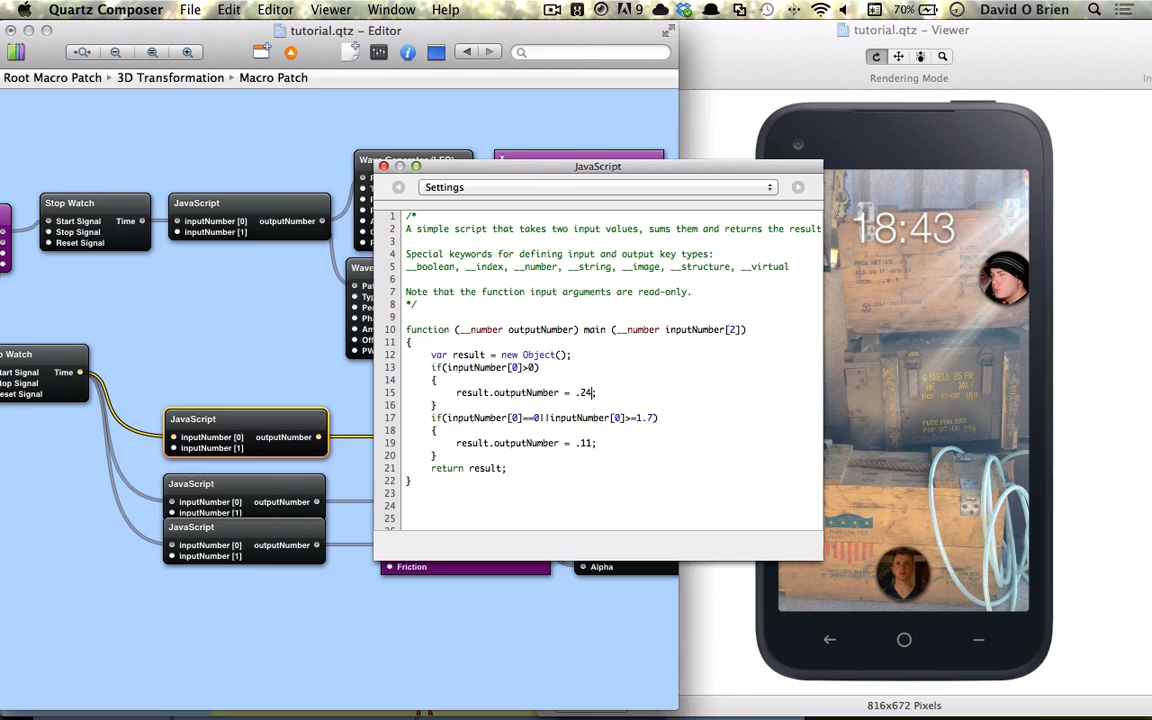 Quartz Composer File Edit Editor Viewer Window Help 9 70% David O Brien
tutorial.qtz – Editor
tutorial.qtz – Viewer
Rendering Mode
In
Root Macro Patch 3D Transformation Macro Patch
Stop Watch
Start Signal Time
Stop Signal
Reset Signal
JavaScript
inputNumber [0] outputNumber
inputNumber [1]
JavaScript
Settings
1 /*
2 A simple script that takes two input values, sums them and returns the result
3
4 Special keywords for defining input and output key types:
5 __boolean, __index, __number, __string, __image, __structure, __virtual
6
7 Note that the function input arguments are read-only.
8 */
9
10 function (__number outputNumber) main (__number inputNumber[2])
11 {
12 var result = new Object();
13 if(inputNumber[0]>0)
14 {
15 result.outputNumber = .24;
16 }
17 if(inputNumber[0]==0||inputNumber[0]>=1.7)
18 {
19 result.outputNumber = .11;
20 }
21 return result;
22 }
23
24
25
Watch
Start Signal Time
Stop Signal
Reset Signal
JavaScript
inputNumber [0] outputNumber
inputNumber [1]
JavaScript
inputNumber [0] outputNumber
inputNumber [1]
JavaScript
inputNumber [0] outputNumber
inputNumber [1]
Friction
Alpha
18:43
816x672 Pixels